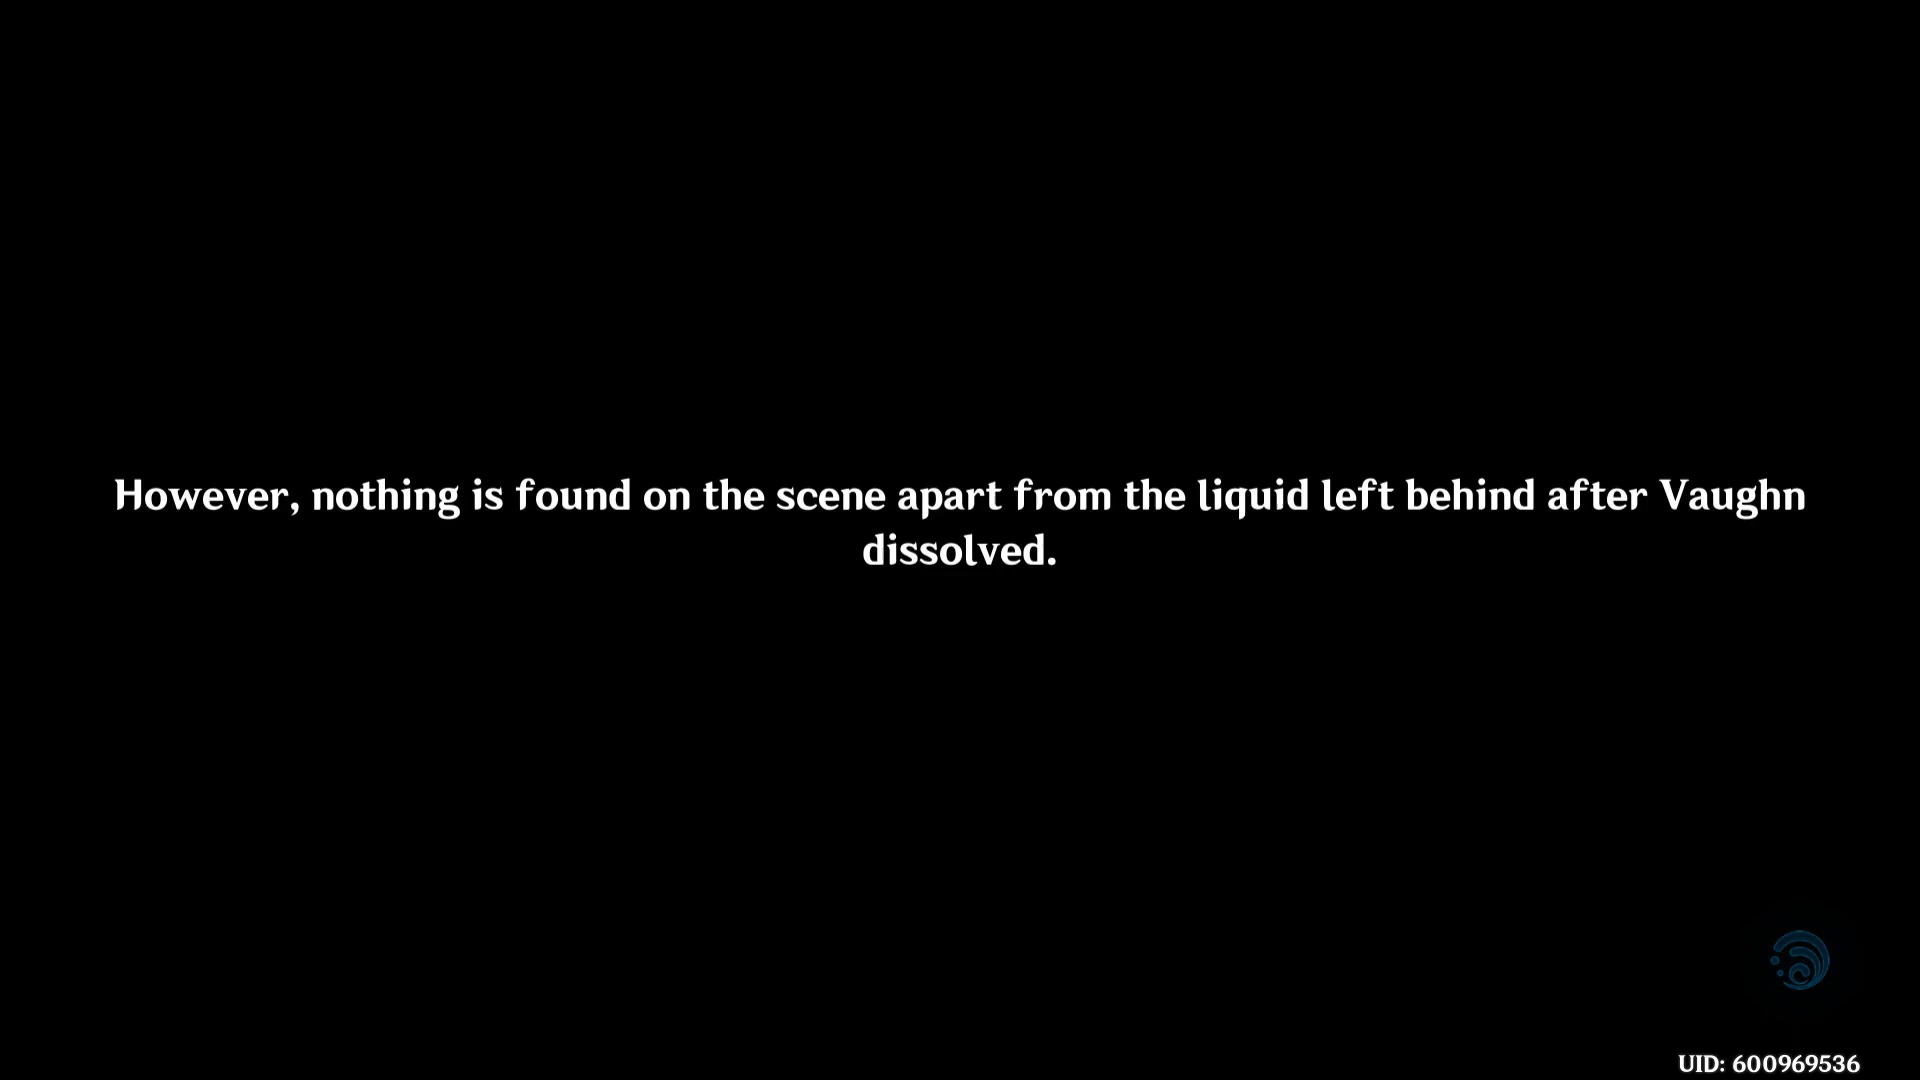 However, nothing is found on the scene apart from the liquid left behind after Vaughn
dissolved.
UID: 600969536